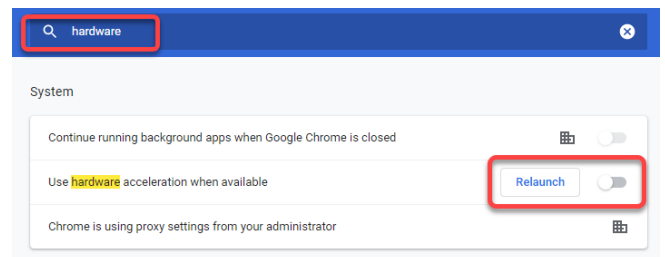 hardware
System
Continue running background apps when Google Chrome is closed
Use hardware acceleration when available Relaunch
Chrome is using proxy settings from your administrator